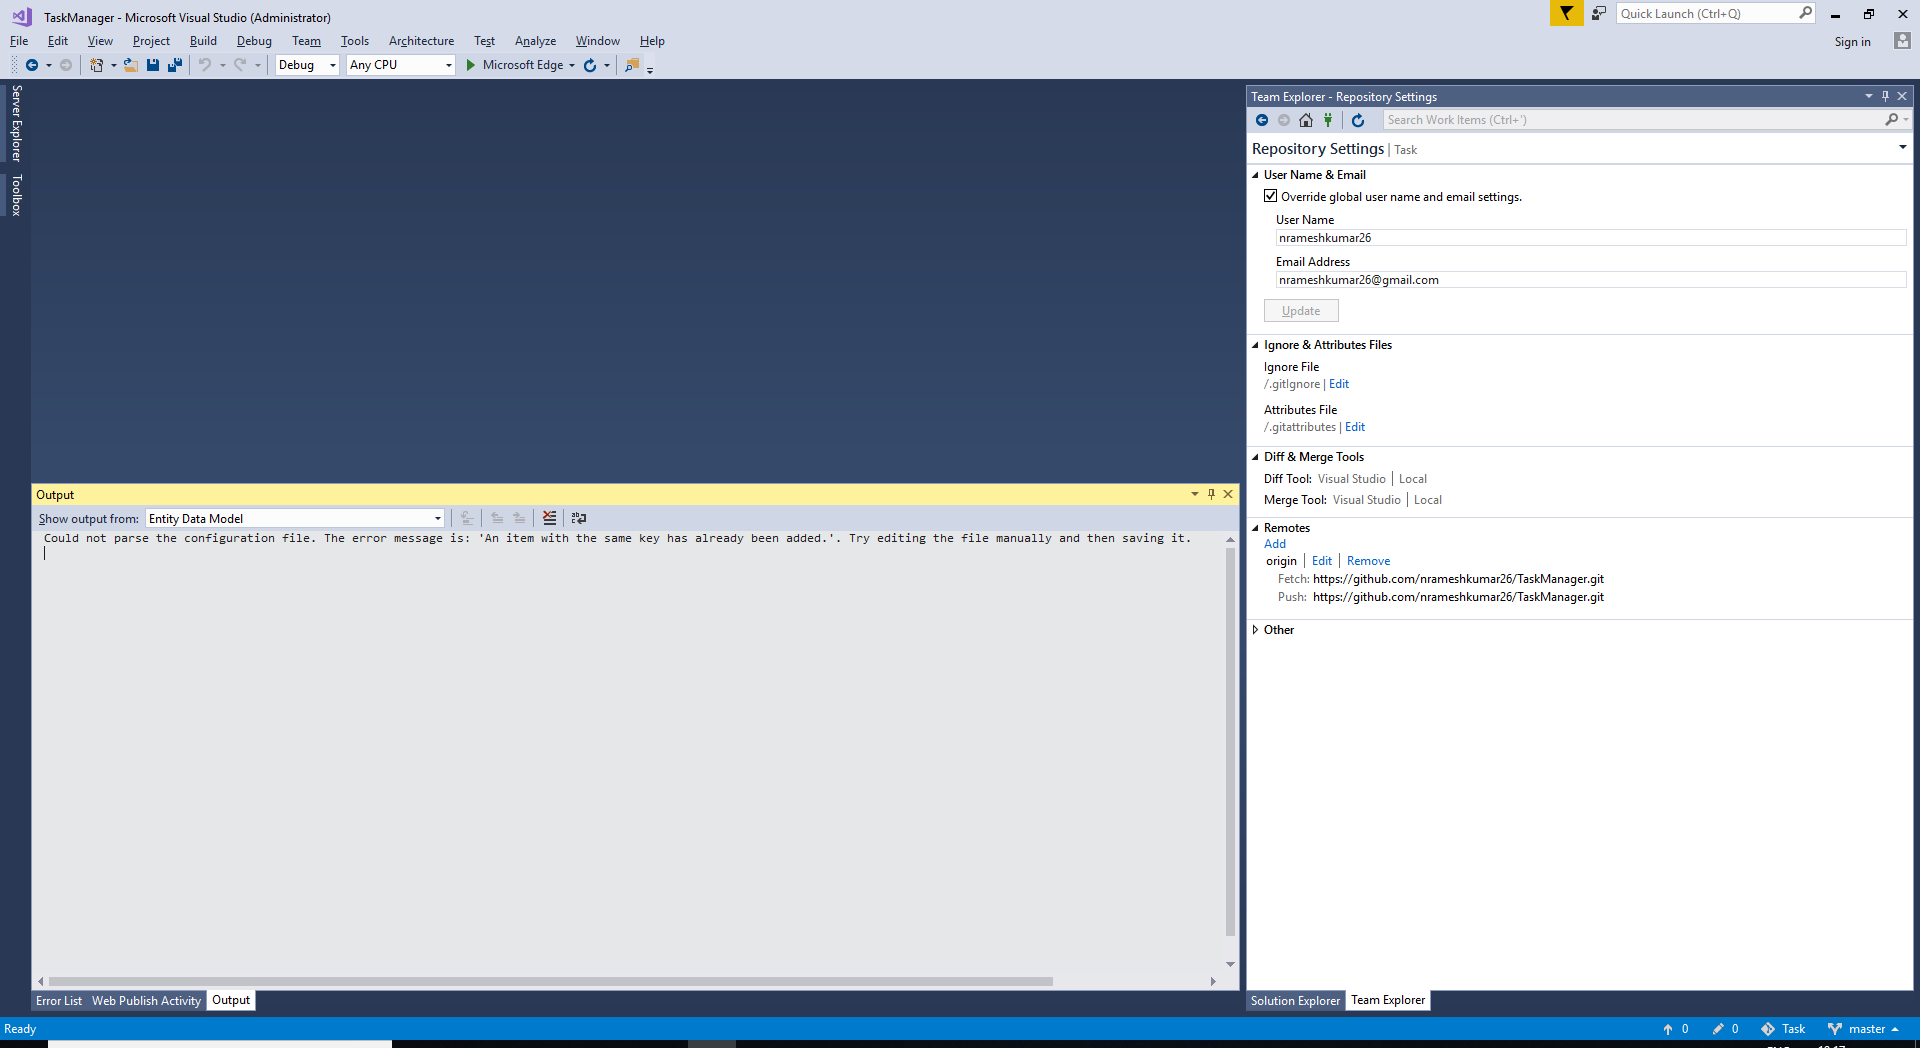 TaskManager - Microsoft Visual Studio (Administrator)
Quick Launch (Ctrl+Q)
File Edit View Project Build Debug Team Tools Architecture Test Analyze Window Help
Sign in
Debug Any CPU Microsoft Edge
Server Explorer
Toolbox
Output
Show output from: Entity Data Model
Could not parse the configuration file. The error message is: 'An item with the same key has already been added.'. Try editing the file manually and then saving it.
Error List Web Publish Activity Output
Team Explorer - Repository Settings
Search Work Items (Ctrl+')
Repository Settings | Task
User Name & Email
Override global user name and email settings.
User Name
nrameshkumar26
Email Address
nrameshkumar26@gmail.com
Update
Ignore & Attributes Files
Ignore File
/.gitIgnore | Edit
Attributes File
/.gitattributes | Edit
Diff & Merge Tools
Diff Tool: Visual Studio | Local
Merge Tool: Visual Studio | Local
Remotes
Add
origin | Edit | Remove
Fetch: https://github.com/nrameshkumar26/TaskManager.git
Push: https://github.com/nrameshkumar26/TaskManager.git
Other
Solution Explorer Team Explorer
Ready
0 0 Task master